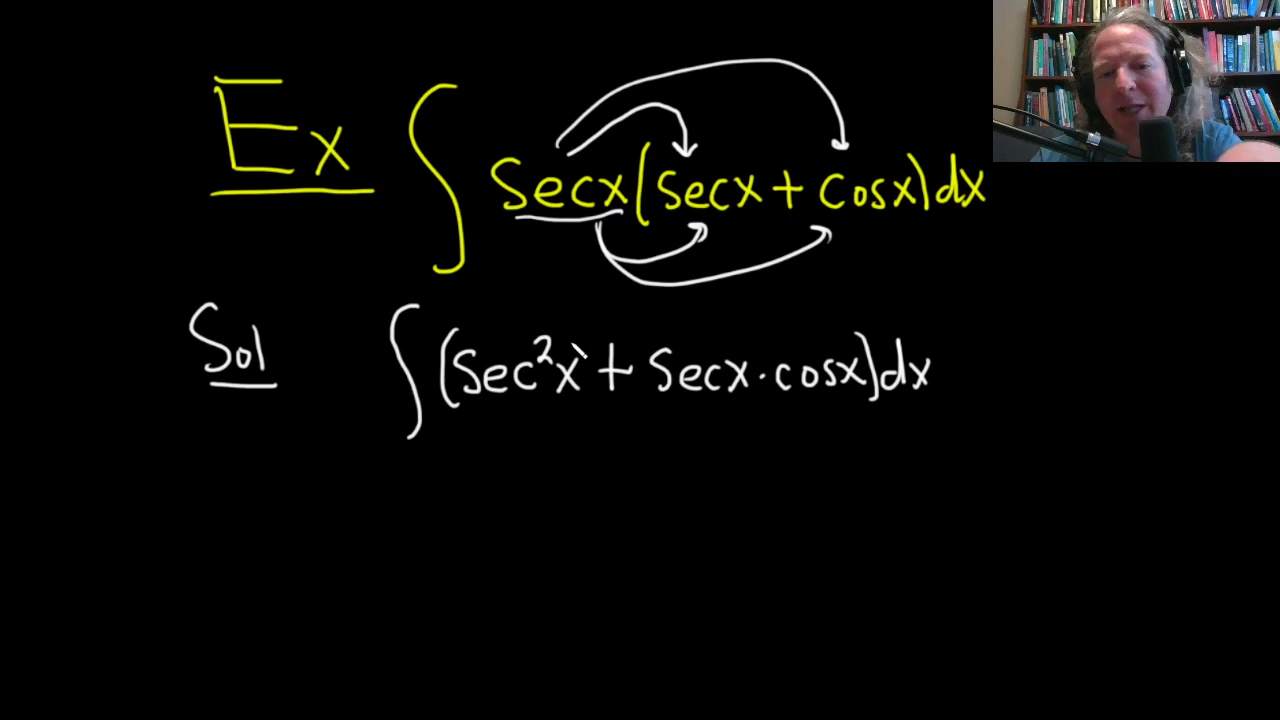 Ex ∫ Secx(secx + cosx)dx
Sol ∫ (Sec²x + Secx · cosx)dx